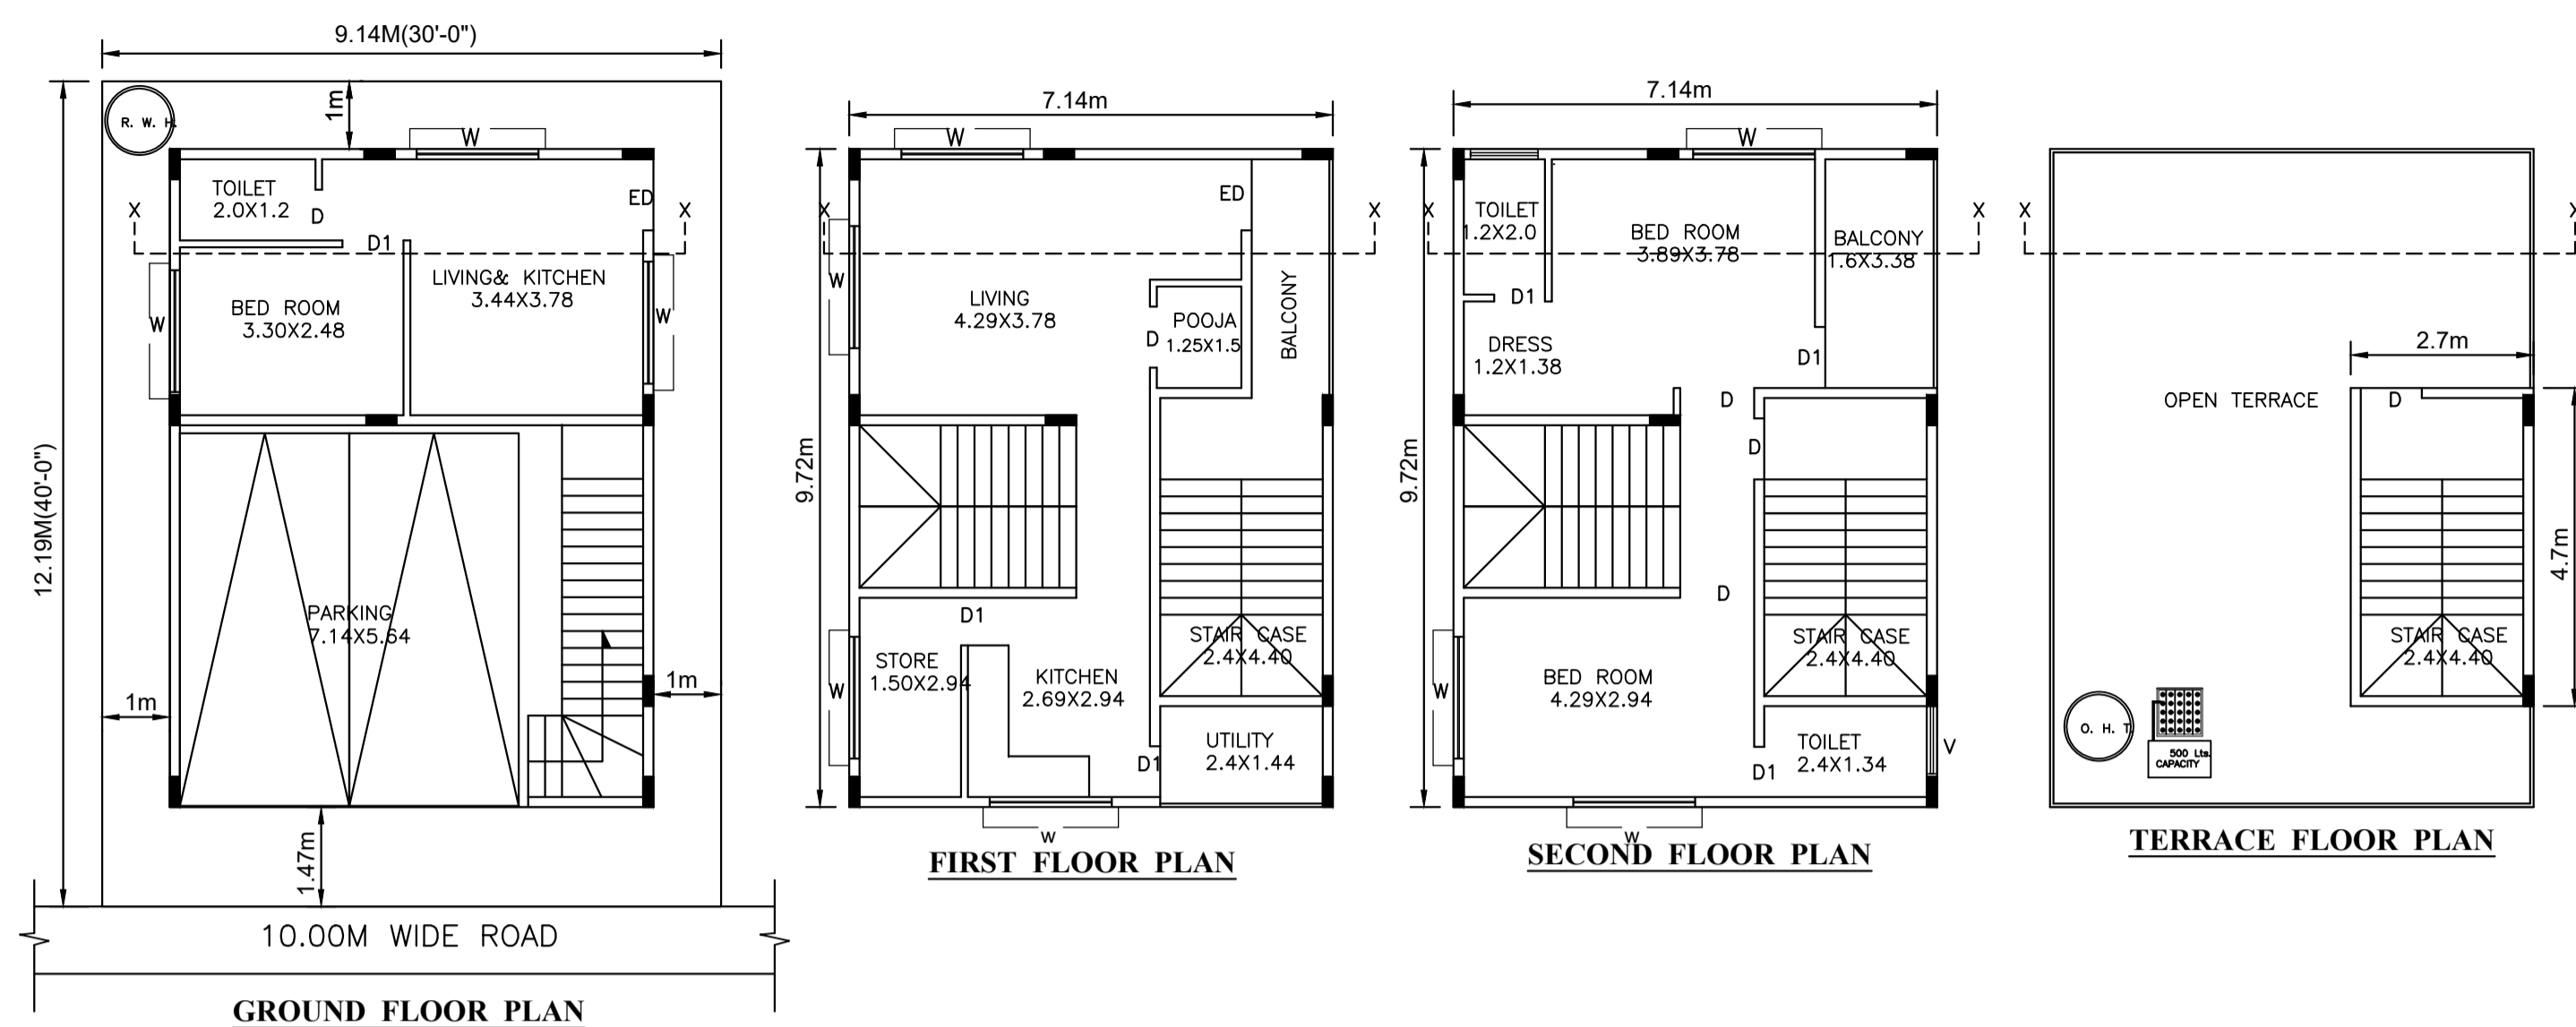 9.14M(30'-0")
12.19M(40'-0")
1m
R. W. H.
W
TOILET
2.0X1.2
D
ED
X
X
D1
LIVING& KITCHEN
3.44X3.78
BED ROOM
3.30X2.48
W
W
PARKING
7.14X5.64
1m
1m
1.47m
10.00M WIDE ROAD
GROUND FLOOR PLAN
7.14m
9.72m
W
ED
X
X
W
LIVING
4.29X3.78
BALCONY
POOJA
1.25X1.5
D
D1
STAIR CASE
2.4X4.40
STORE
1.50X2.94
W
KITCHEN
2.69X2.94
UTILITY
2.4X1.44
D1
W
FIRST FLOOR PLAN
7.14m
9.72m
W
X
X
TOILET
1.2X2.0
BED ROOM
3.89X3.78
BALCONY
1.6X3.38
D1
DRESS
1.2X1.38
D1
D
D
D
STAIR CASE
2.4X4.40
W
BED ROOM
4.29X2.94
TOILET
2.4X1.34
V
D1
W
SECOND FLOOR PLAN
X
X
2.7m
OPEN TERRACE
D
4.7m
STAIR CASE
2.4X4.40
O. H. T.
500 Lts.
CAPACITY
TERRACE FLOOR PLAN